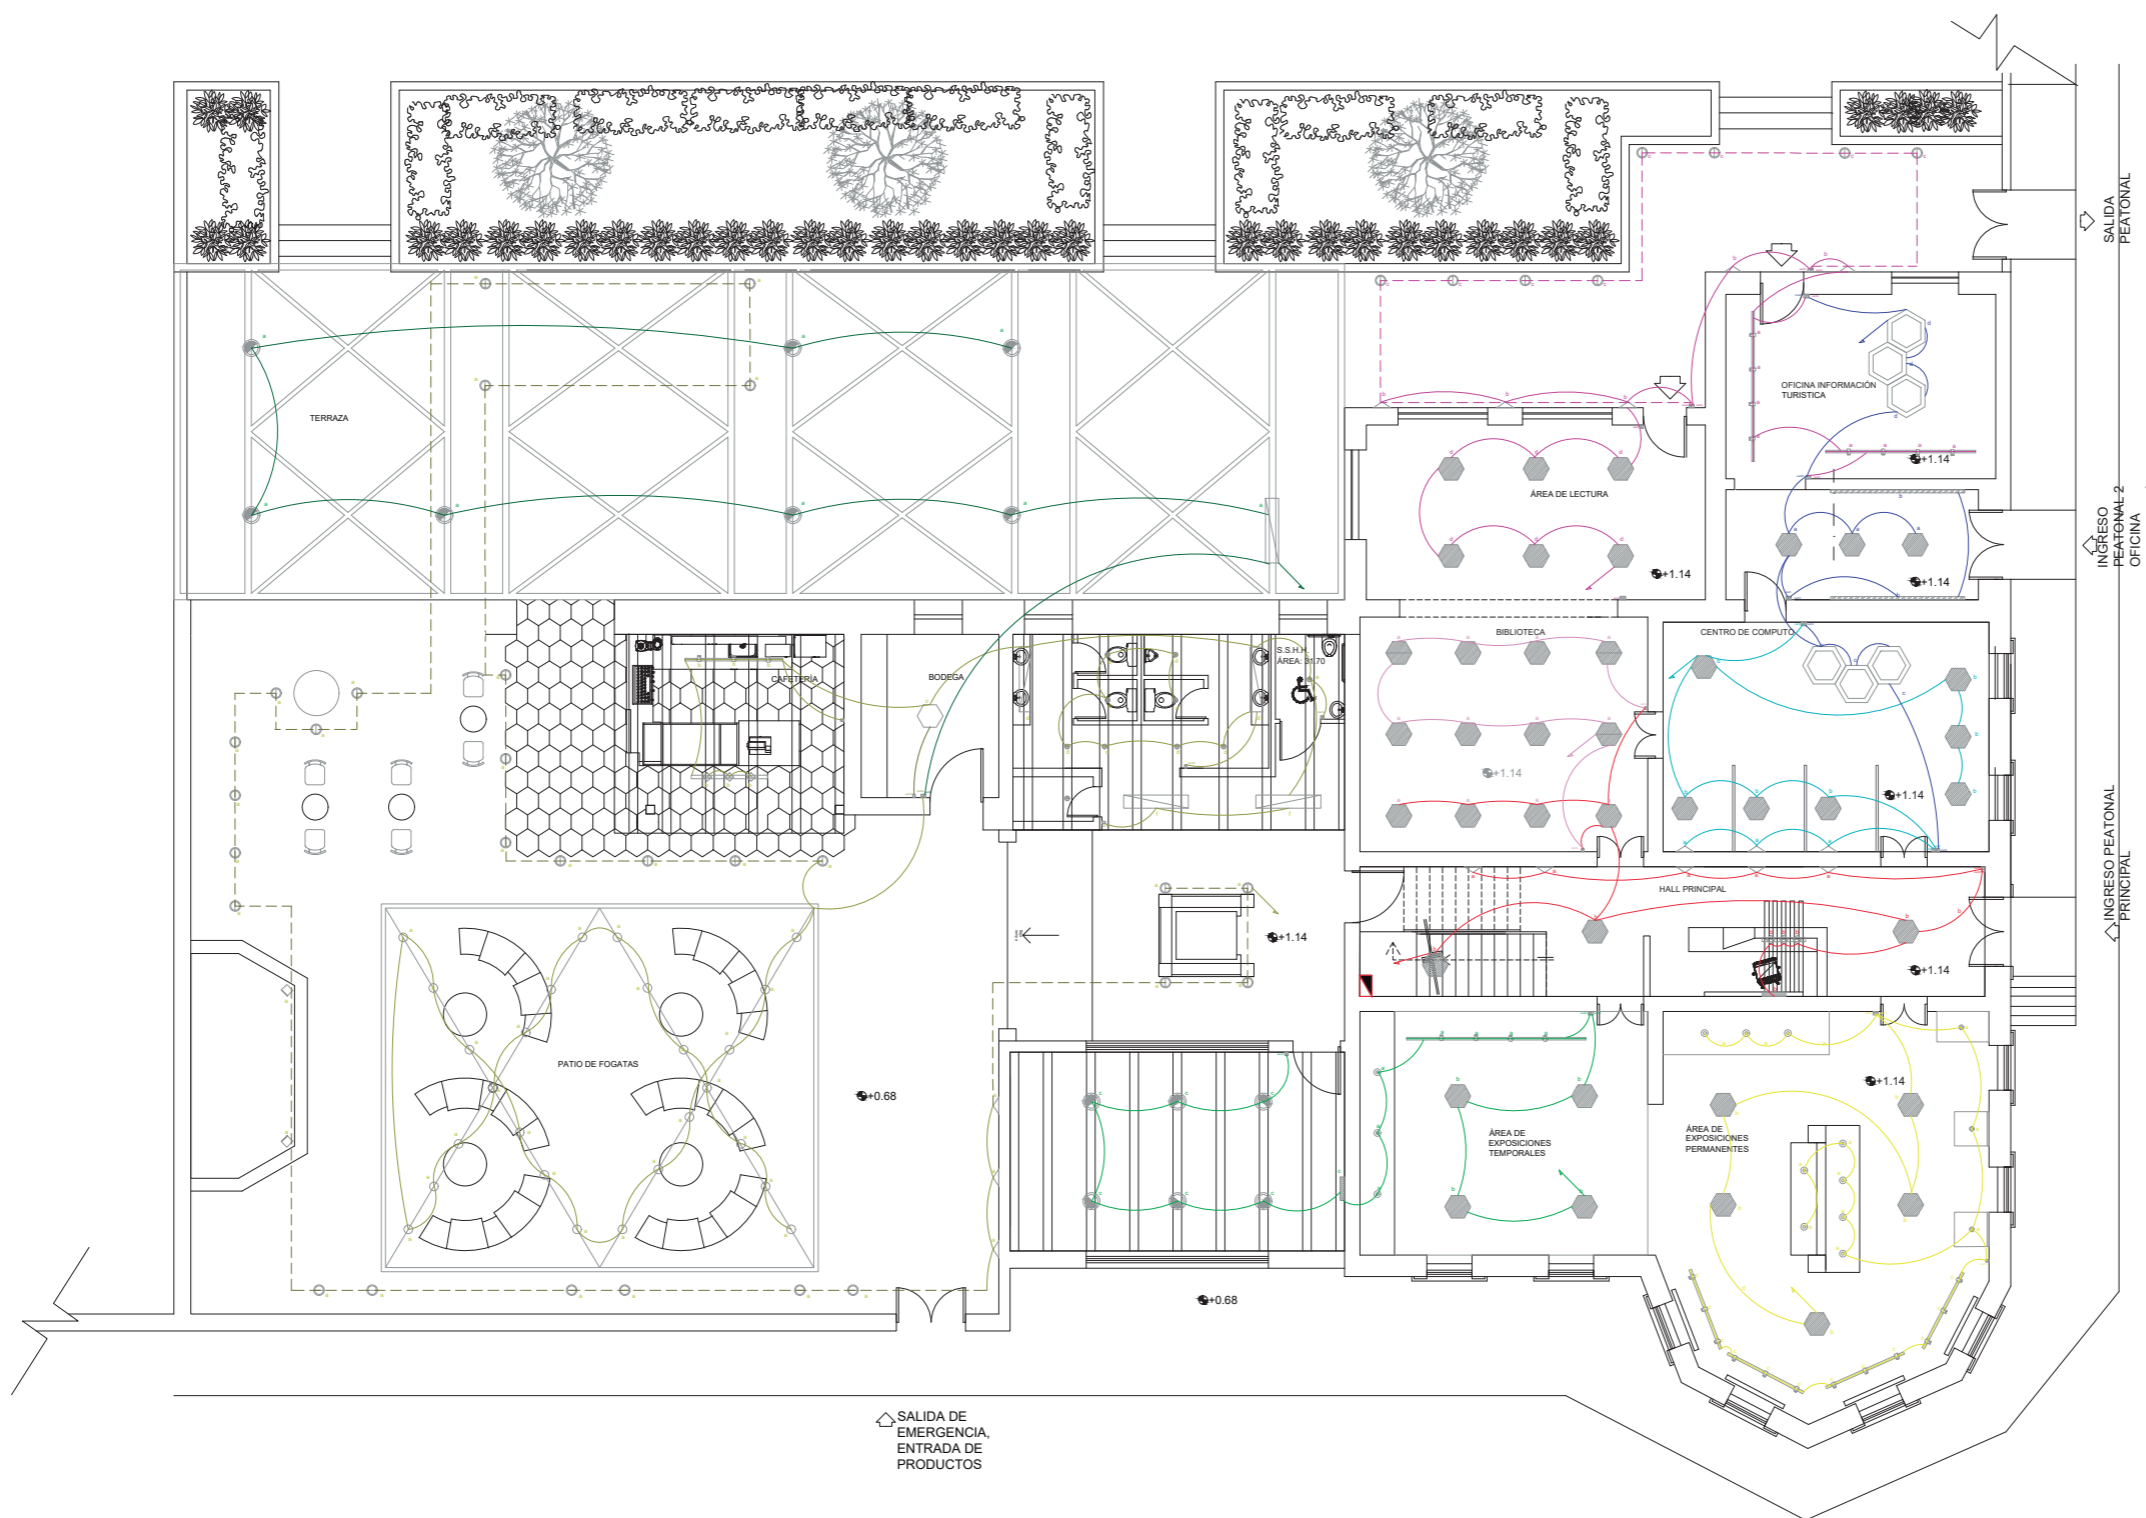 SALIDA
PEATONAL
TERRAZA
OFICINA INFORMACIÓN
TURISTICA
+1.14
ÁREA DE LECTURA
+1.14
+1.14
INGRESO
PEATONAL 2
OFICINA
BIBLIOTECA
CENTRO DE COMPUTO
S.S.H.H.
ÁREA: 31.70
CAFETERÍA
BODEGA
+1.14
+1.14
INGRESO PEATONAL
PRINCIPAL
HALL PRINCIPAL
+1.14
+1.14
PATIO DE FOGATAS
+0.68
+1.14
ÁREA DE
EXPOSICIONES
TEMPORALES
ÁREA DE
EXPOSICIONES
PERMANENTES
+0.68
SALIDA DE
EMERGENCIA,
ENTRADA DE
PRODUCTOS